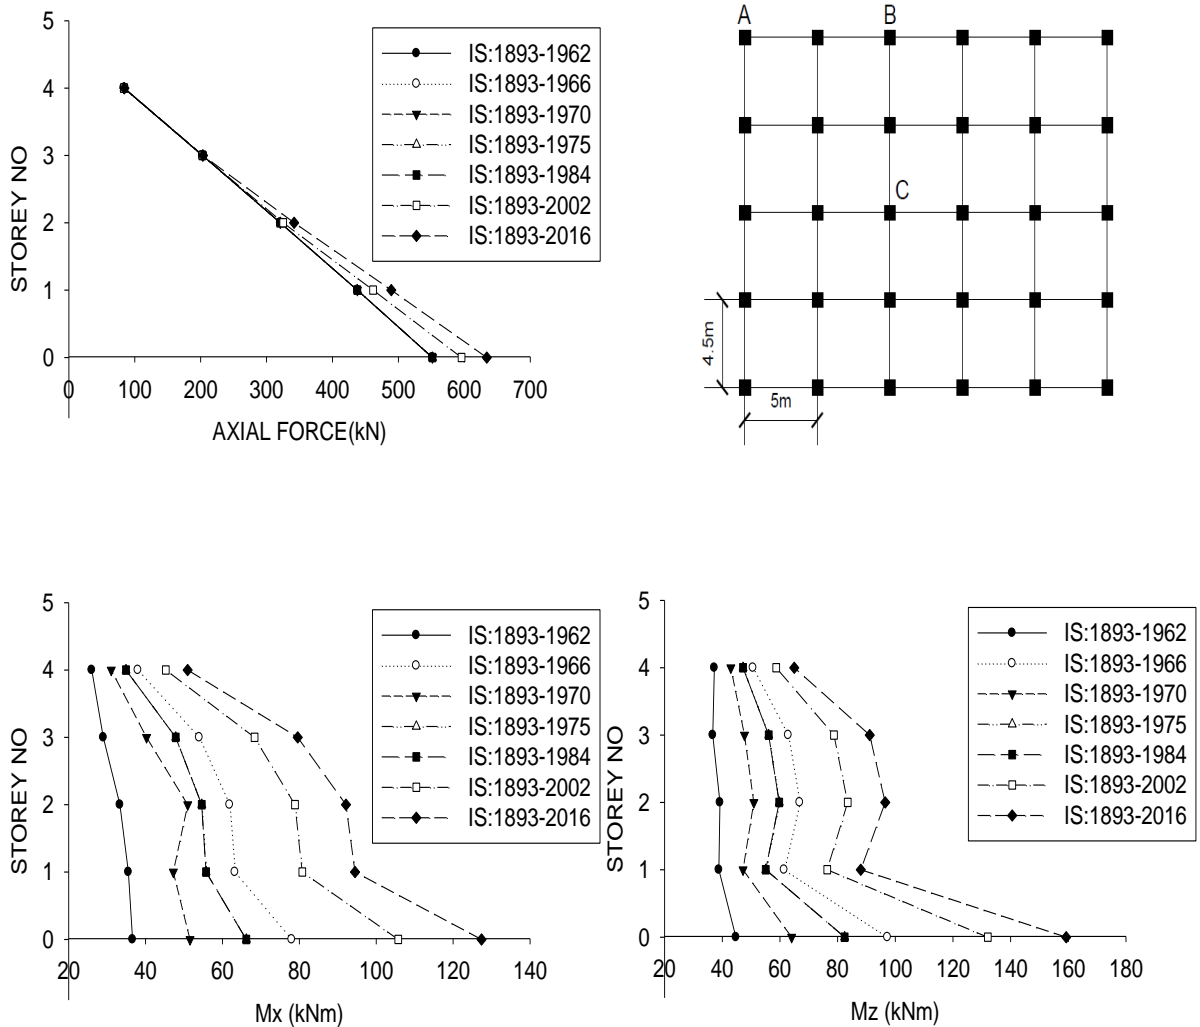 5
4
3
2
1
0
STOREY NO
IS:1893-1962
IS:1893-1966
IS:1893-1970
IS:1893-1975
IS:1893-1984
IS:1893-2002
IS:1893-2016
0 100 200 300 400 500 600 700
AXIAL FORCE(kN)
A B
C
4.5m
5m
5
4
3
2
1
0
STOREY NO
IS:1893-1962
IS:1893-1966
IS:1893-1970
IS:1893-1975
IS:1893-1984
IS:1893-2002
IS:1893-2016
20 40 60 80 100 120 140
Mx (kNm)
5
4
3
2
1
0
STOREY NO
IS:1893-1962
IS:1893-1966
IS:1893-1970
IS:1893-1975
IS:1893-1984
IS:1893-2002
IS:1893-2016
20 40 60 80 100 120 140 160 180
Mz (kNm)